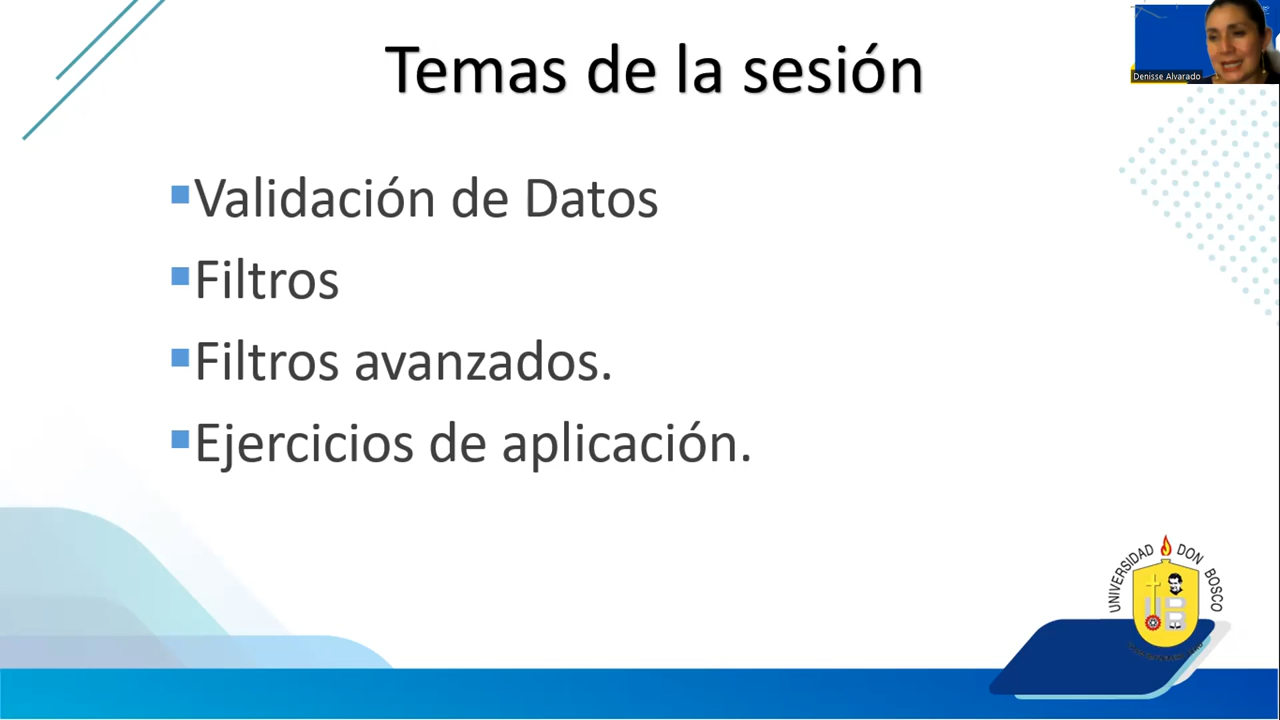 Temas de la sesión
Denisse Alvarado
Validación de Datos
Filtros
Filtros avanzados.
Ejercicios de aplicación.
UNIVERSIDAD DON BOSCO